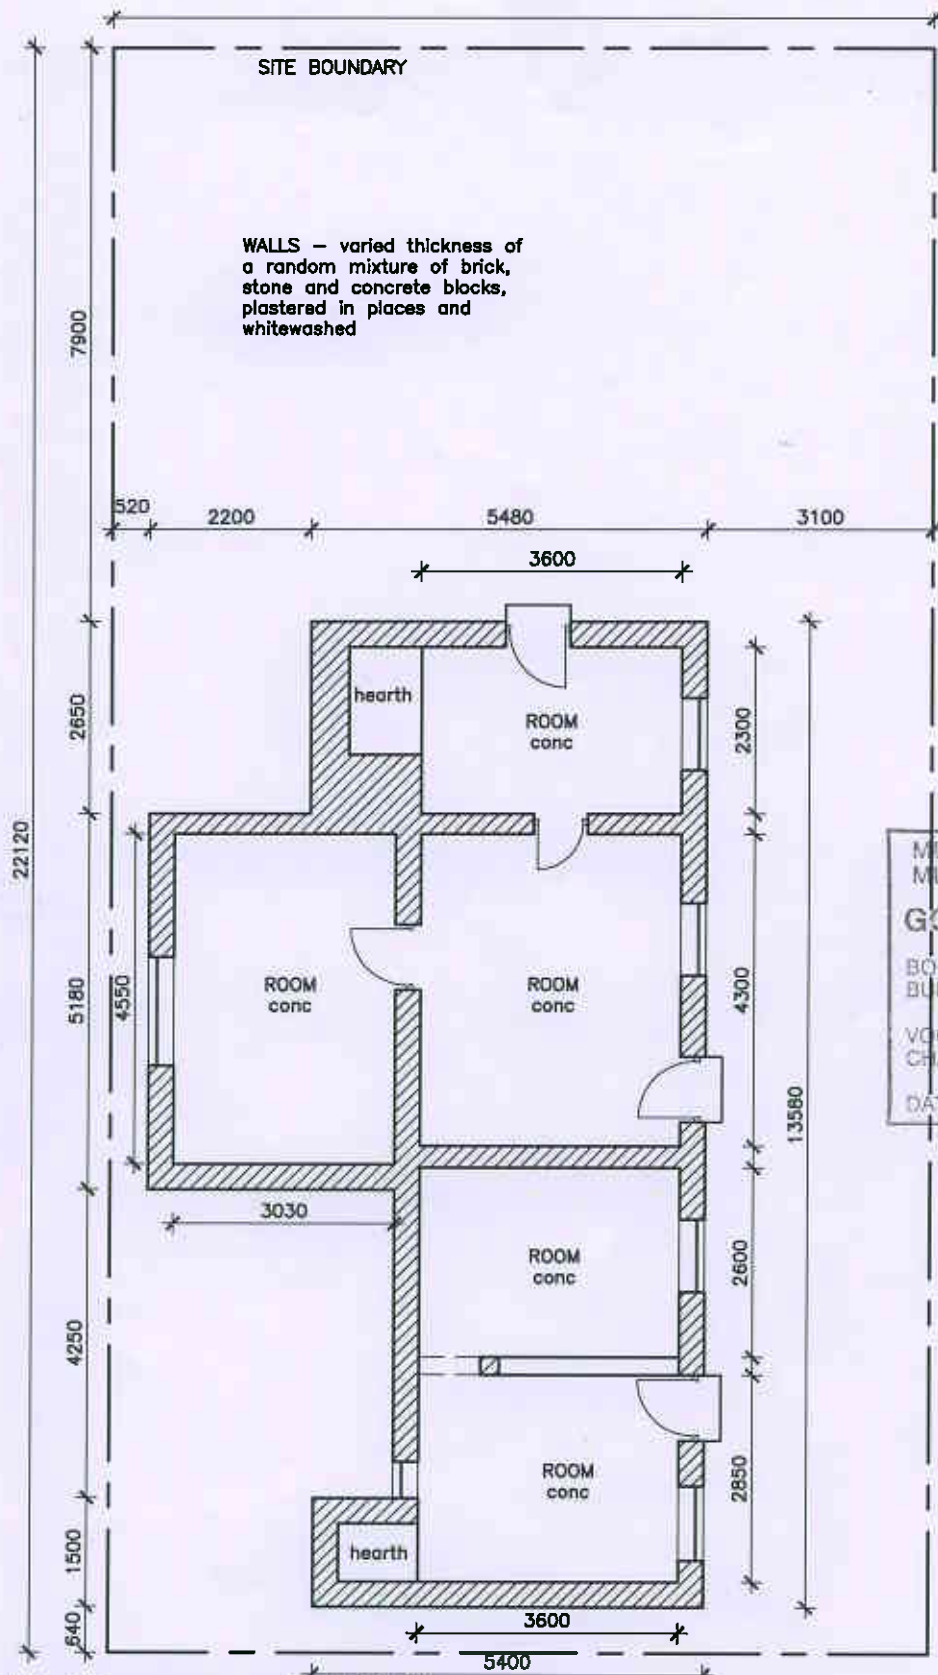 SITE BOUNDARY
WALLS – varied thickness of
a random mixture of brick,
stone and concrete blocks,
plastered in places and
whitewashed
7900
520
2200
5480
3100
3600
hearth
ROOM
conc
2300
2650
22120
5180
4550
ROOM
conc
ROOM
conc
4300
13580
BO
DAT
3030
ROOM
conc
2600
4250
ROOM
conc
2850
1500
hearth
640
3600
5400